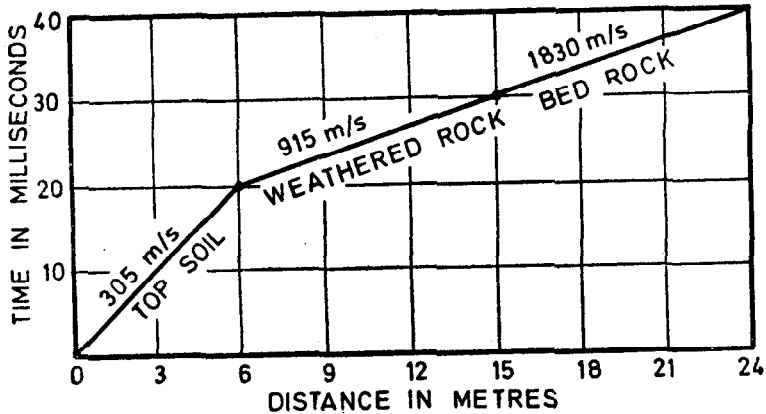 TIME IN MILLISECONDS
40
30
20
10
305 m/s
TOP SOIL
915 m/s
WEATHERED ROCK
1830 m/s
BED ROCK
0 3 6 9 12 15 18 21 24
DISTANCE IN METRES